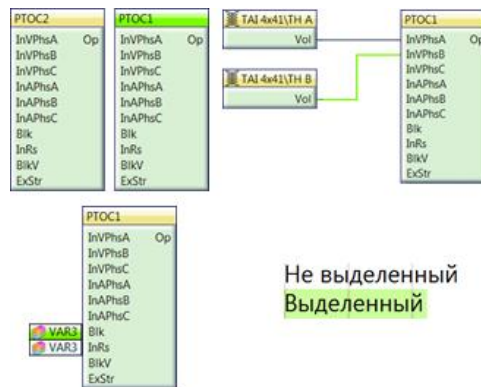 PTOC2
InVPhsA Op
InVPhsB
InVPhsC
InAPhsA
InAPhsB
InAPhsC
Blk
InRs
BlkV
ExStr
PTOC1
InVPhsA Op
InVPhsB
InVPhsC
InAPhsA
InAPhsB
InAPhsC
Blk
InRs
BlkV
ExStr
TAI 4x41\TH A
Vol
TAI 4x41\TH B
Vol
PTOC1
InVPhsA Op
InVPhsB
InVPhsC
InAPhsA
InAPhsB
InAPhsC
Blk
InRs
BlkV
ExStr
PTOC1
InVPhsA Op
InVPhsB
InVPhsC
InAPhsA
InAPhsB
InAPhsC
VAR3 Blk
VAR3 InRs
BlkV
ExStr
Не выделенный
Выделенный